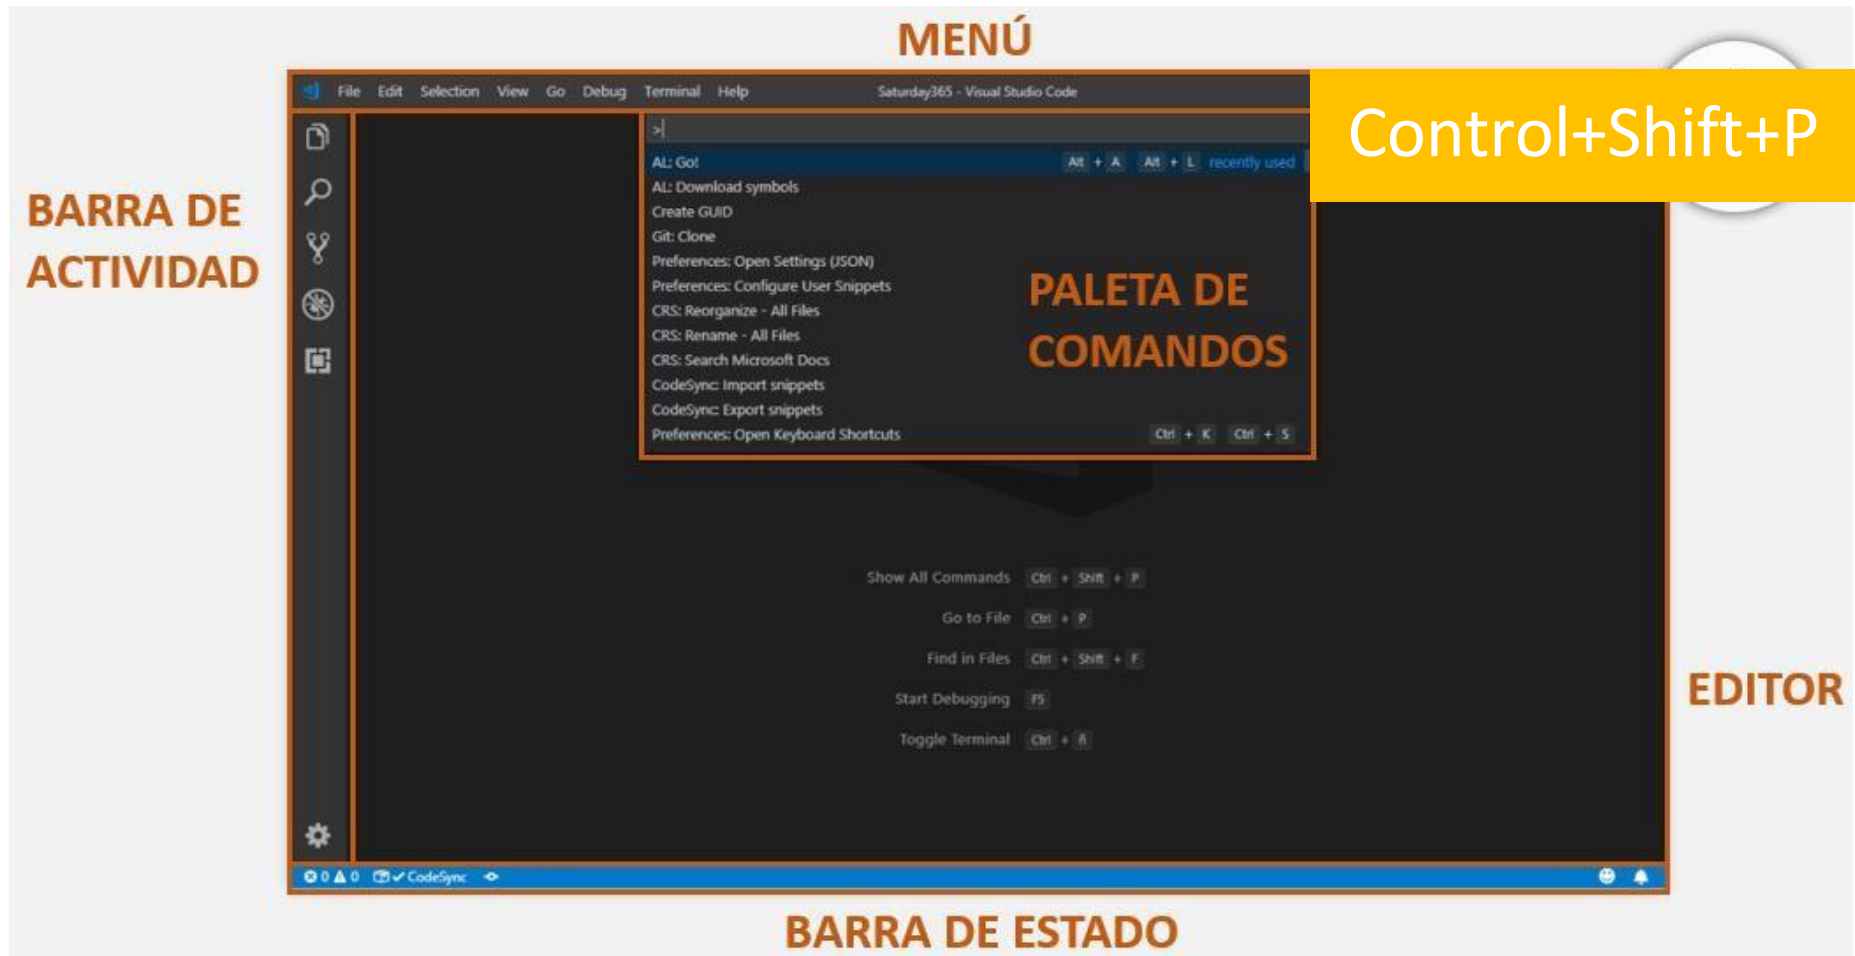 MENÚ
File Edit Selection View Go Debug Terminal Help Saturday365 - Visual Studio Code
Control+Shift+P
>
AL: Go! Alt + A Alt + L recently used
AL: Download symbols
Create GUID
Git: Clone
Preferences: Open Settings (JSON)
Preferences: Configure User Snippets
CRS: Reorganize - All Files
CRS: Rename - All Files
CRS: Search Microsoft Docs
CodeSync: Import snippets
CodeSync: Export snippets
Preferences: Open Keyboard Shortcuts Ctrl + K Ctrl + S
BARRA DE
ACTIVIDAD
PALETA DE
COMANDOS
Show All Commands Ctrl + Shift + P
Go to File Ctrl + P
Find in Files Ctrl + Shift + F
Start Debugging F5
Toggle Terminal Ctrl + Ñ
EDITOR
0 0 CodeSync
BARRA DE ESTADO